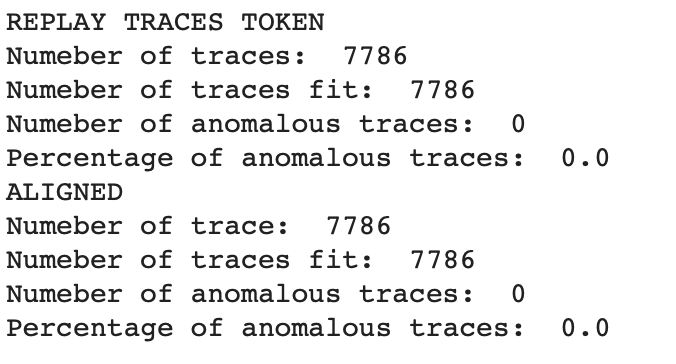 REPLAY TRACES TOKEN
Numeber of traces:  7786
Numeber of traces fit:  7786
Numeber of anomalous traces:  0
Percentage of anomalous traces:  0.0
ALIGNED
Numeber of trace:  7786
Numeber of traces fit:  7786
Numeber of anomalous traces:  0
Percentage of anomalous traces:  0.0